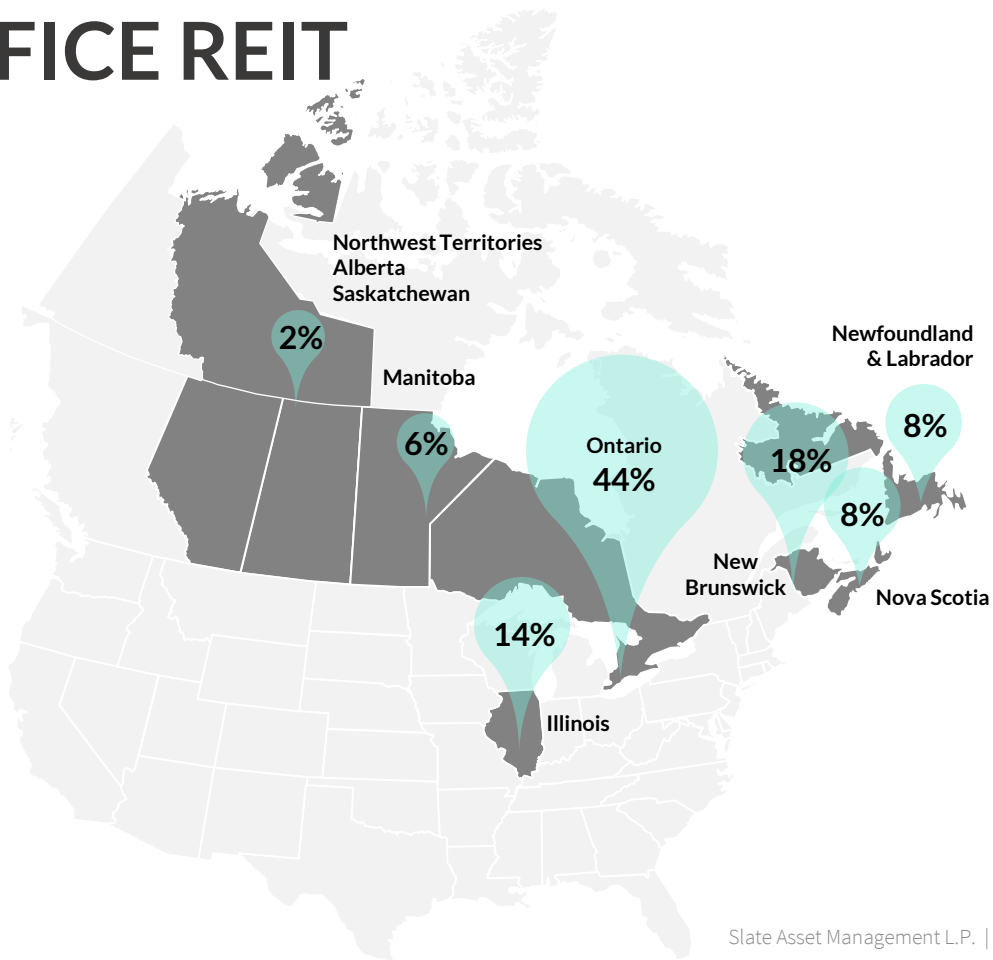 FICE REIT
Northwest Territories
Alberta
Saskatchewan
2%
Manitoba
6%
Ontario
44%
Newfoundland
& Labrador
8%
18%
8%
New
Brunswick
Nova Scotia
14%
Illinois
Slate Asset Management L.P. |